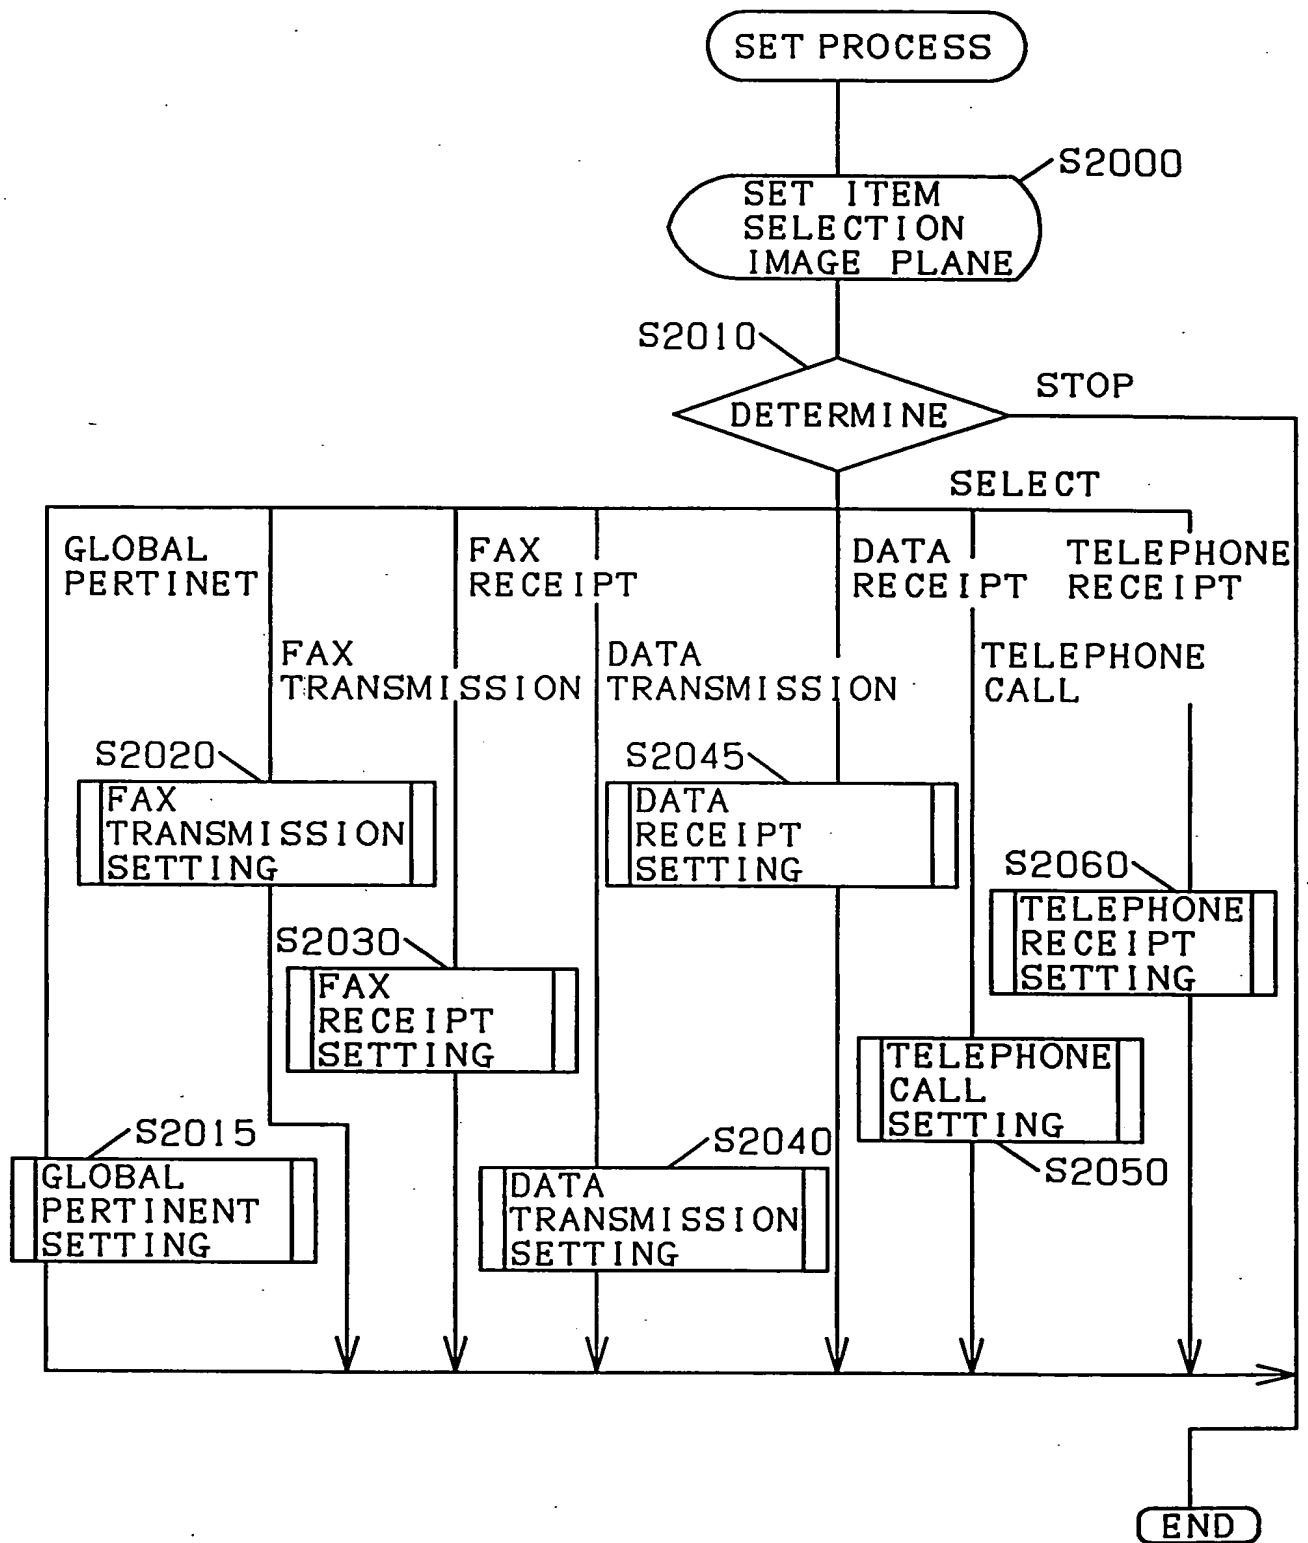 SET PROCESS
S2000
SET ITEM
SELECTION
IMAGE PLANE
S2010
DETERMINE
STOP
SELECT
GLOBAL
PERTINET
FAX
RECEIPT
DATA
RECEIPT
TELEPHONE
RECEIPT
FAX
TRANSMISSION
DATA
TRANSMISSION
TELEPHONE
CALL
S2020
FAX
TRANSMISSION
SETTING
S2045
DATA
RECEIPT
SETTING
S2060
TELEPHONE
RECEIPT
SETTING
S2030
FAX
RECEIPT
SETTING
TELEPHONE
CALL
SETTING
S2050
S2015
GLOBAL
PERTINENT
SETTING
S2040
DATA
TRANSMISSION
SETTING
END